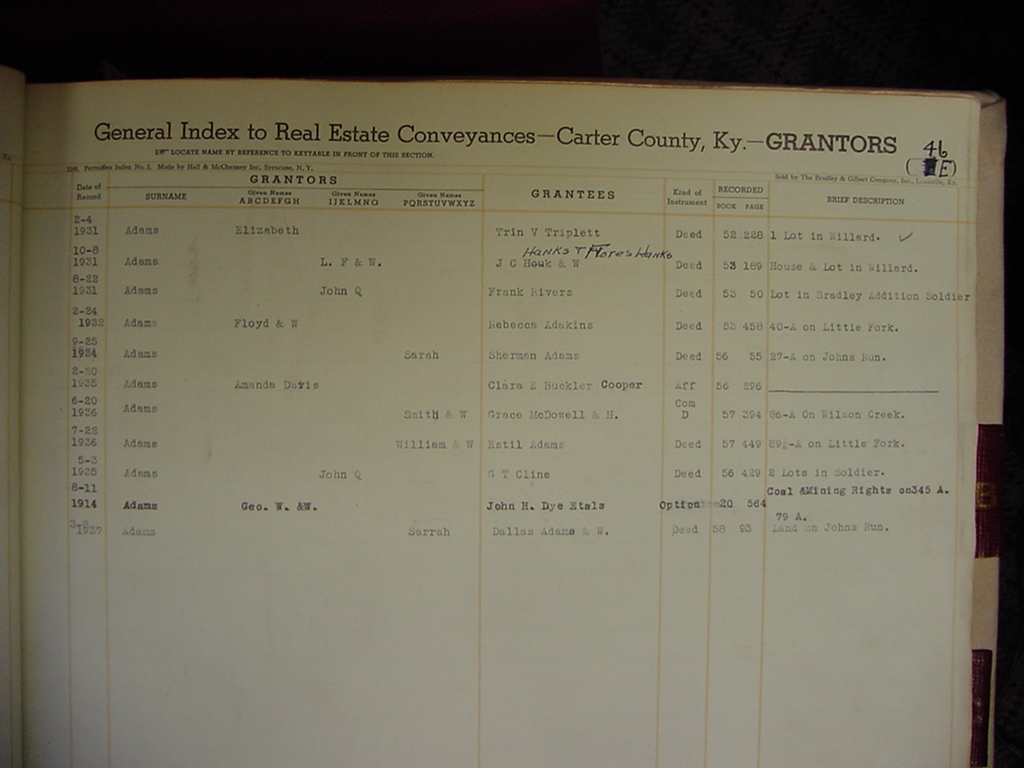 General Index to Real Estate Conveyances—Carter County, Ky.—GRANTORS
46
LOCATE NAME BY REFERENCE TO KEYTABLE IN FRONT OF THIS SECTION.
( E)
Permadex Index No. 3. Made by Hall & McChesney Inc, Syracuse, N. Y.
Sold by The Bradley & Gilbert Company, Inc., Louisville, Ky.
Date of Record GRANTORS GRANTEES Kind of Instrument RECORDED BRIEF DESCRIPTION
SURNAME Given Names ABCDEFGH Given Names IJKLMNO Given Names PQRSTUVWXYZ BOOK PAGE
2-4
1931 Adams Elizabeth Trin V Triplett Deed 52 228 1 Lot in Willard. ✓
10-8 Hanks & Flores Hanks
1931 Adams L. F & W. J C Houk & W Deed 53 189 House & Lot in Willard.
8-22
1931 Adams John Q Frank Rivers Deed 53 50 Lot in Bradley Addition Soldier
2-24
1932 Adams Floyd & W Rebecca Adekins Deed 53 458 40-A on Little Fork.
9-25
1934 Adams Sarah Sherman Adams Deed 56 55 27-A on Johns Run.
1935 Adams Amanda Davis Clara E Buckler Cooper Aff 56 296
6-20 Com
1936 Adams Smith & W Grace McDowell & H. D 57 394 86-A On Wilson Creek.
7-22
1936 Adams William & W Estil Adams Deed 57 449 89½-A on Little Fork.
5-3
1935 Adams John Q G T Cline Deed 56 429 2 Lots in Soldier.
8-11 Coal &Mining Rights on345 A.
1914 Adams Geo. W. &W. John H. Dye Etals Option 20 564
79 A.
1937 Adams Sarrah Dallas Adams & W. Deed 58 93 Land on Johns Run.